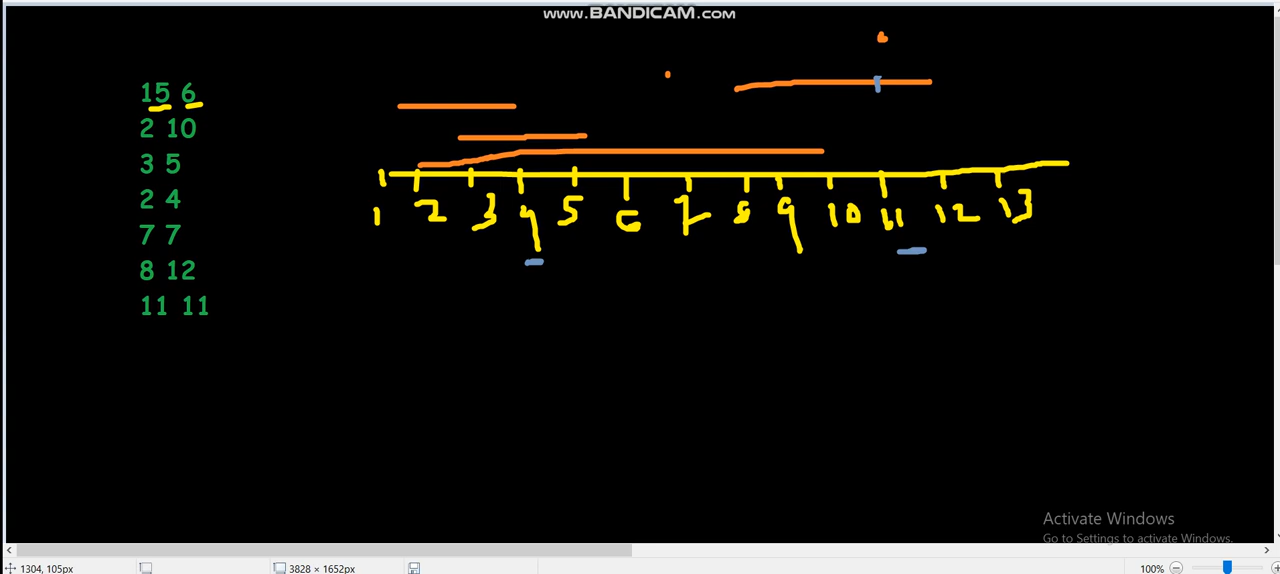 www.BANDICAM.com
15 6
2 10
3 5
2 4
7 7
8 12
11 11
1 2 3 4 5 6 7 8 9 10 11 12 13
Activate Windows
Go to Settings to activate Windows.
1304, 105px
3828 × 1652px
100%